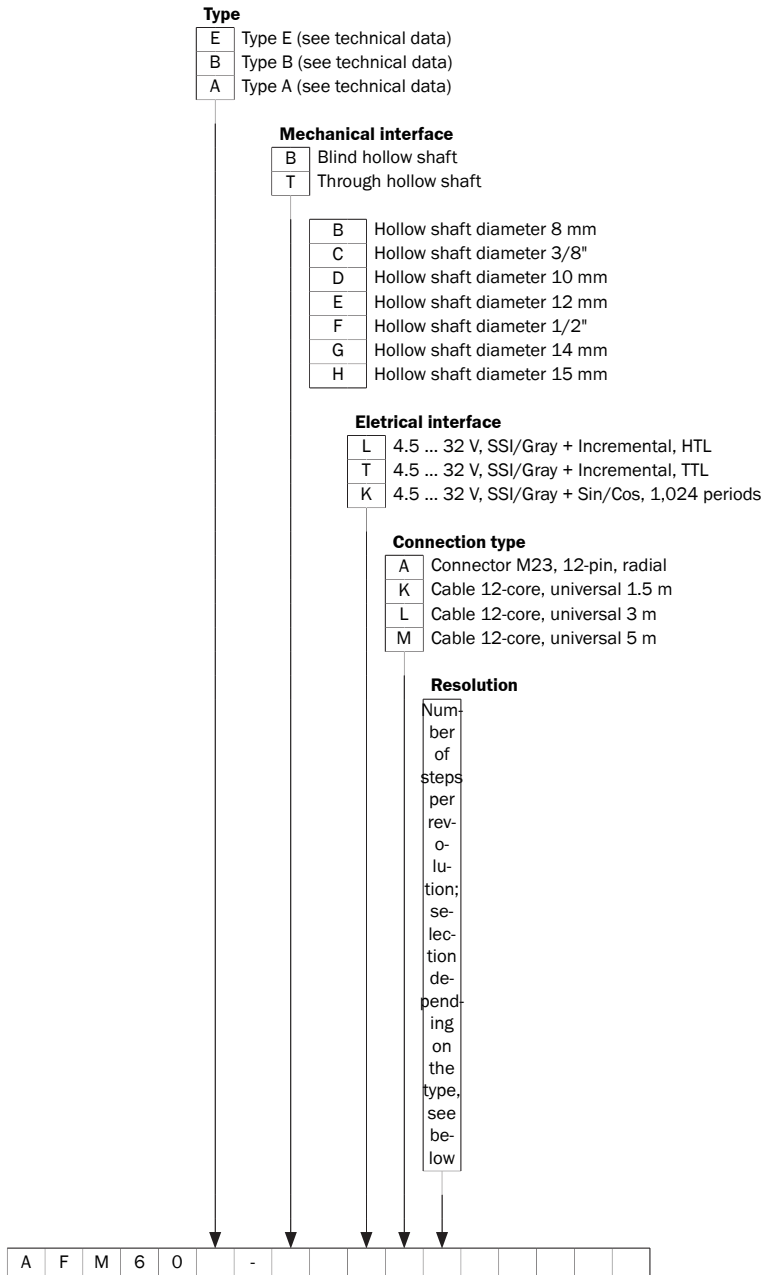 Type
E Type E (see technical data)
B Type B (see technical data)
A Type A (see technical data)
Mechanical interface
B Blind hollow shaft
T Through hollow shaft
B Hollow shaft diameter 8 mm
C Hollow shaft diameter 3/8"
D Hollow shaft diameter 10 mm
E Hollow shaft diameter 12 mm
F Hollow shaft diameter 1/2"
G Hollow shaft diameter 14 mm
H Hollow shaft diameter 15 mm
Eletrical interface
L 4.5 ... 32 V, SSI/Gray + Incremental, HTL
T 4.5 ... 32 V, SSI/Gray + Incremental, TTL
K 4.5 ... 32 V, SSI/Gray + Sin/Cos, 1,024 periods
Connection type
A Connector M23, 12-pin, radial
K Cable 12-core, universal 1.5 m
L Cable 12-core, universal 3 m
M Cable 12-core, universal 5 m
Resolution
Num-
ber
of
steps
per
rev-
o-
lu-
tion;
se-
lec-
tion
de-
pend-
ing
on
the
type,
see
be-
low
A F M 6 0 -